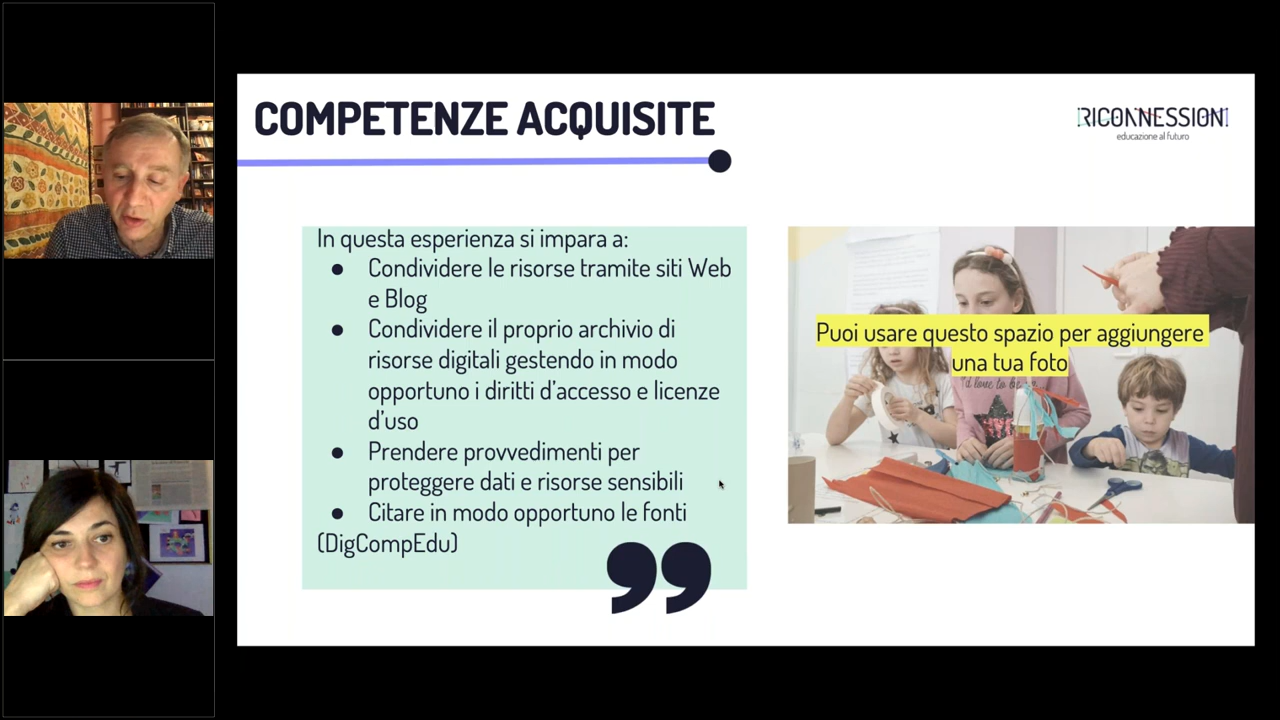 COMPETENZE ACQUISITE
RICONNESSIONI
educazione al futuro
In questa esperienza si impara a:
● Condividere le risorse tramite siti Web
e Blog
● Condividere il proprio archivio di
risorse digitali gestendo in modo
opportuno i diritti d’accesso e licenze
d’uso
● Prendere provvedimenti per
proteggere dati e risorse sensibili
● Citare in modo opportuno le fonti
(DigCompEdu)
Puoi usare questo spazio per aggiungere
una tua foto